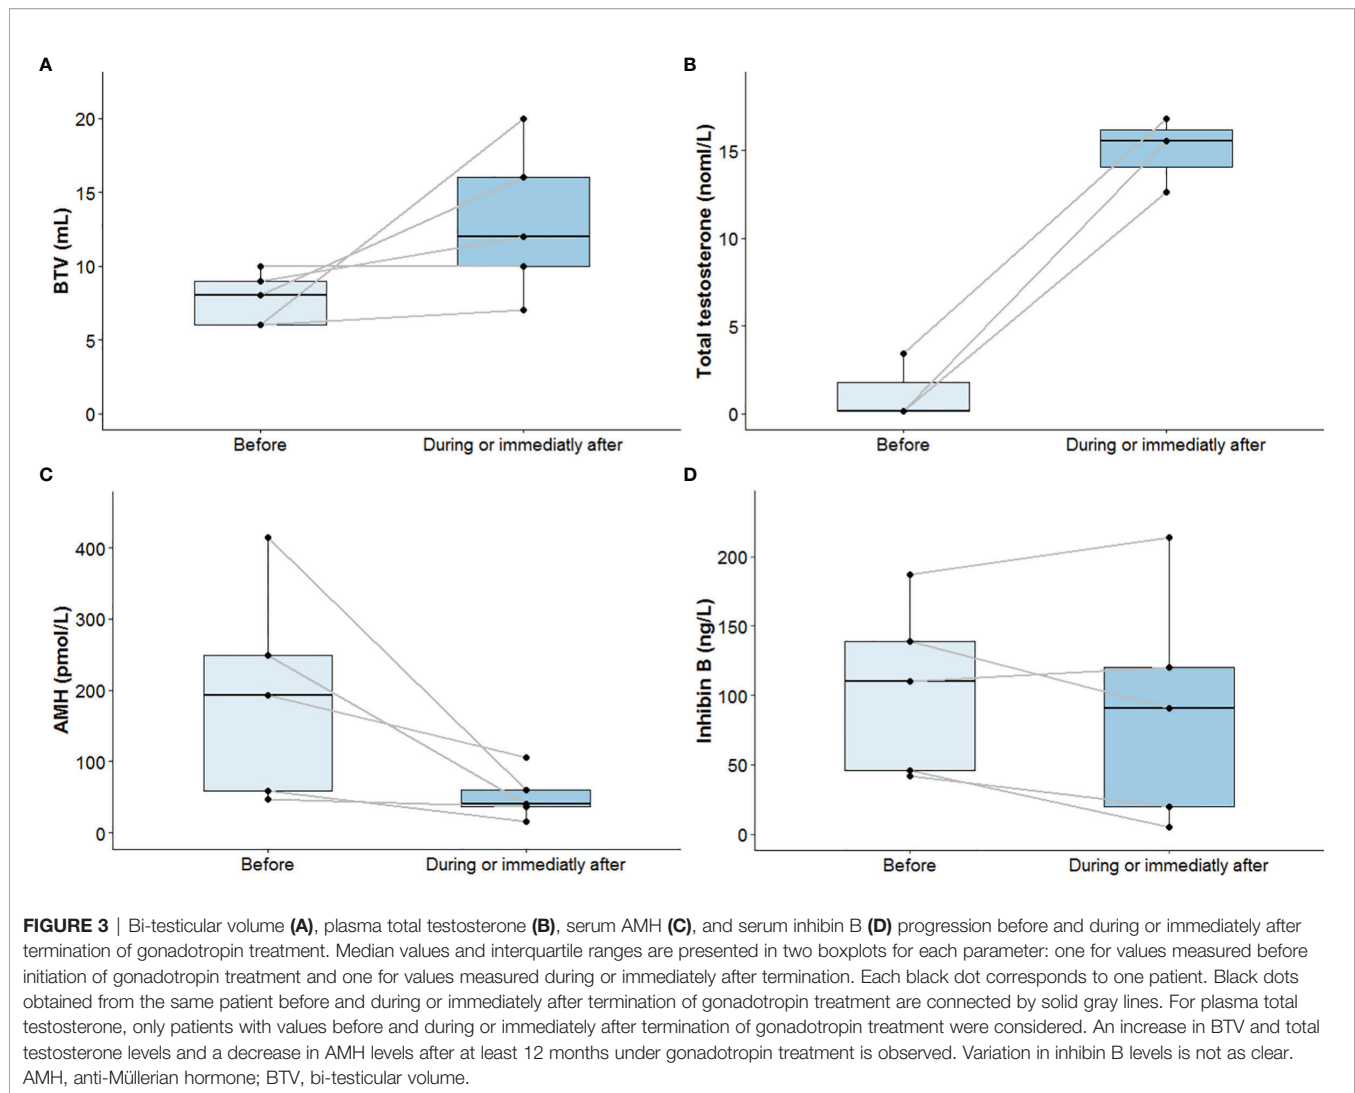 A
BTV (mL)
20
15
10
5
0
Before
During or immediatly after
B
Total testosterone (noml/L)
15
10
5
0
Before
During or immediatly after
C
AMH (pmol/L)
400
300
200
100
0
Before
During or immediatly after
D
Inhibin B (ng/L)
200
150
100
50
0
Before
During or immediatly after
FIGURE 3 | Bi-testicular volume (A), plasma total testosterone (B), serum AMH (C), and serum inhibin B (D) progression before and during or immediately after
termination of gonadotropin treatment. Median values and interquartile ranges are presented in two boxplots for each parameter: one for values measured before
initiation of gonadotropin treatment and one for values measured during or immediately after termination. Each black dot corresponds to one patient. Black dots
obtained from the same patient before and during or immediately after termination of gonadotropin treatment are connected by solid gray lines. For plasma total
testosterone, only patients with values before and during or immediately after termination of gonadotropin treatment were considered. An increase in BTV and total
testosterone levels and a decrease in AMH levels after at least 12 months under gonadotropin treatment is observed. Variation in inhibin B levels is not as clear.
AMH, anti-Müllerian hormone; BTV, bi-testicular volume.